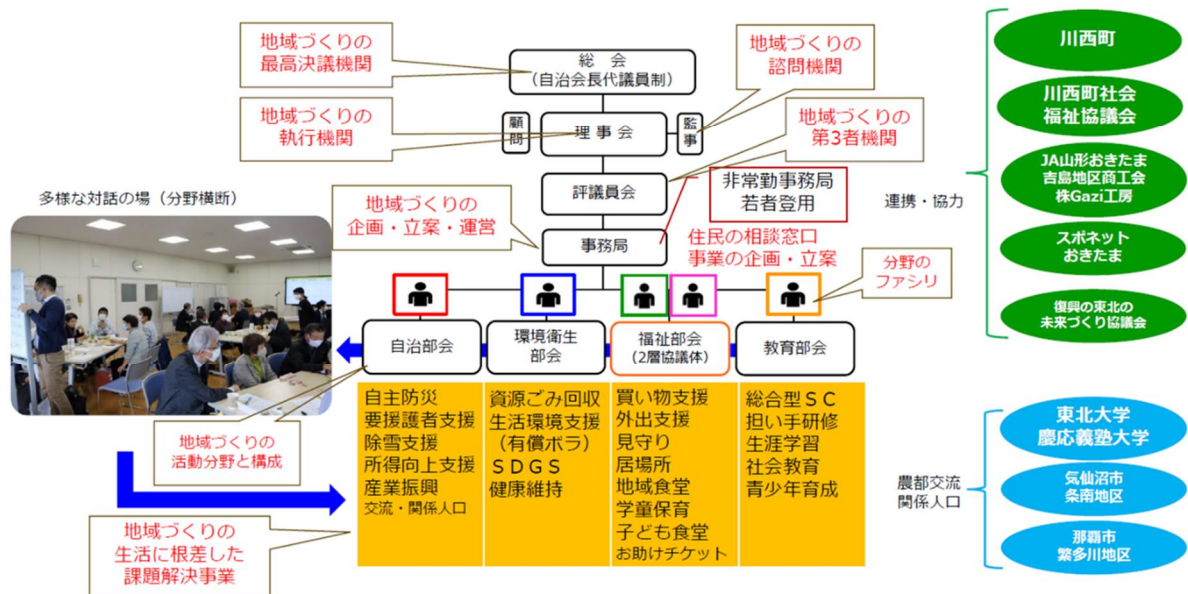 地域づくりの
最高決議機関
総　会
（自治会長代議員制）
地域づくりの
諮問機関
地域づくりの
執行機関
顧問
理事会
監事
地域づくりの
第3者機関
評議員会
非常勤事務局
若者登用
多様な対話の場（分野横断）
地域づくりの
企画・立案・運営
事務局
住民の相談窓口
事業の企画・立案
分野の
ファシリ
自治部会
環境衛生
部会
福祉部会
（2層協議体）
教育部会
地域づくりの
活動分野と構成
自主防災
要援護者支援
除雪支援
所得向上支援
産業振興
交流・関係人口
資源ごみ回収
生活環境支援
（有償ボラ）
ＳＤＧＳ
健康維持
買い物支援
外出支援
見守り
居場所
地域食堂
学童保育
子ども食堂
お助けチケット
総合型ＳＣ
担い手研修
生涯学習
社会教育
青少年育成
地域づくりの
生活に根差した
課題解決事業
連携・協力
川西町
川西町社会
福祉協議会
JA山形おきたま
吉島地区商工会
株Gazi工房
スポネット
おきたま
復興の東北の
未来づくり協議会
農都交流
関係人口
東北大学
慶応義塾大学
気仙沼市
条南地区
那覇市
繁多川地区